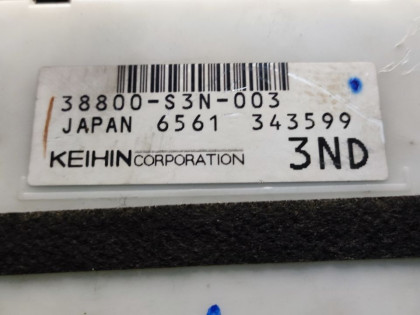 38800-S3N-003
JAPAN 6561 343599
KEIHIN CORPORATION 3ND